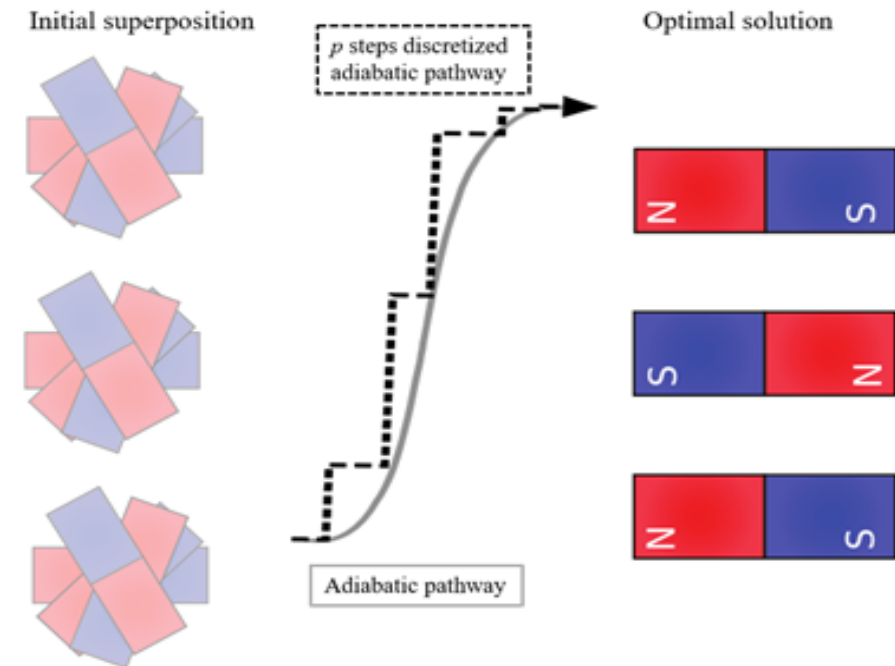 Initial superposition
p steps discretized
adiabatic pathway
Optimal solution
N S
S N
N S
Adiabatic pathway